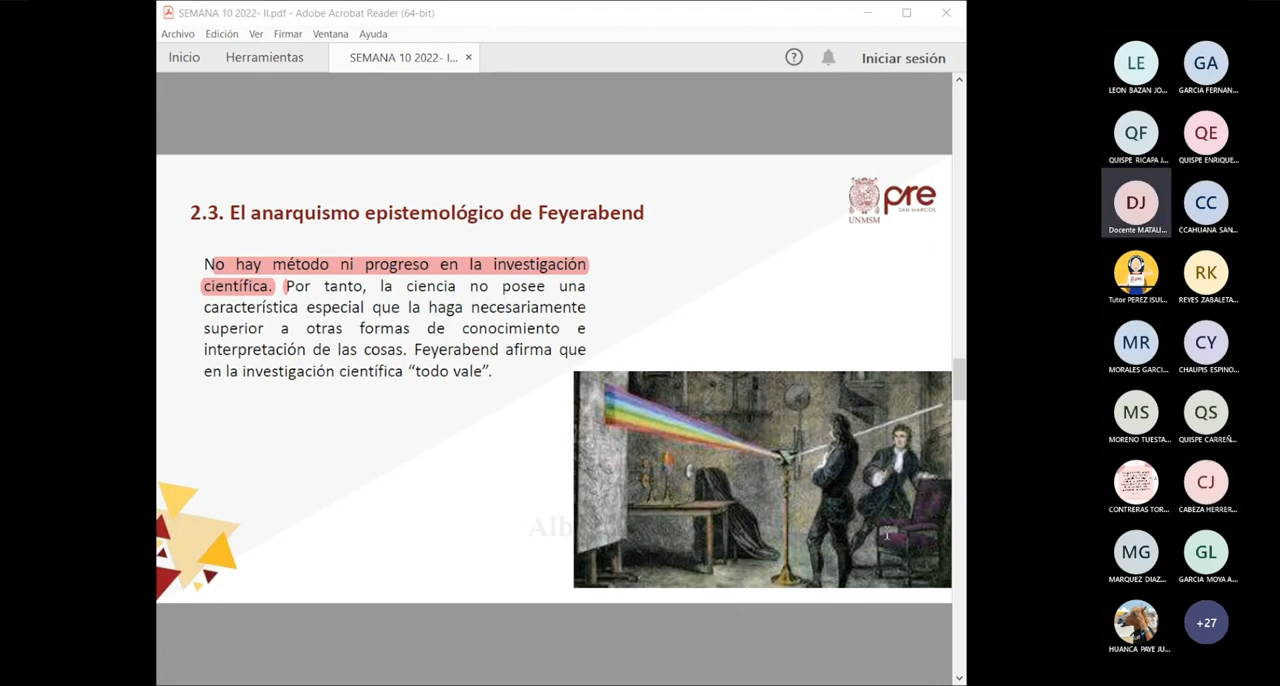 SEMANA 10 2022- II.pdf - Adobe Acrobat Reader (64-bit)
Archivo Edición Ver Firmar Ventana Ayuda
Inicio Herramientas SEMANA 10 2022- I... × Iniciar sesión
2.3. El anarquismo epistemológico de Feyerabend
UNMSM
pre
SAN MARCOS
No hay método ni progreso en la investigación
científica. Por tanto, la ciencia no posee una
característica especial que la haga necesariamente
superior a otras formas de conocimiento e
interpretación de las cosas. Feyerabend afirma que
en la investigación científica “todo vale”.
Alb
LE GA
LEON BAZAN JO... GARCIA FERNAN...
QF QE
QUISPE RICAPA J... QUISPE ENRIQUE...
DJ CC
Docente MATALI... CCAHUANA SAN...
RK
Tutor PEREZ ISUI... REYES ZABALETA...
MR CY
MORALES GARCI... CHAUPIS ESPINO...
MS QS
MORENO TUESTA... QUISPE CARREÑ...
CJ
CONTRERAS TOR... CABEZA HERRER...
MG GL
MARQUEZ DIAZ... GARCIA MOYA A...
+27
HUANCA PAYE JU...